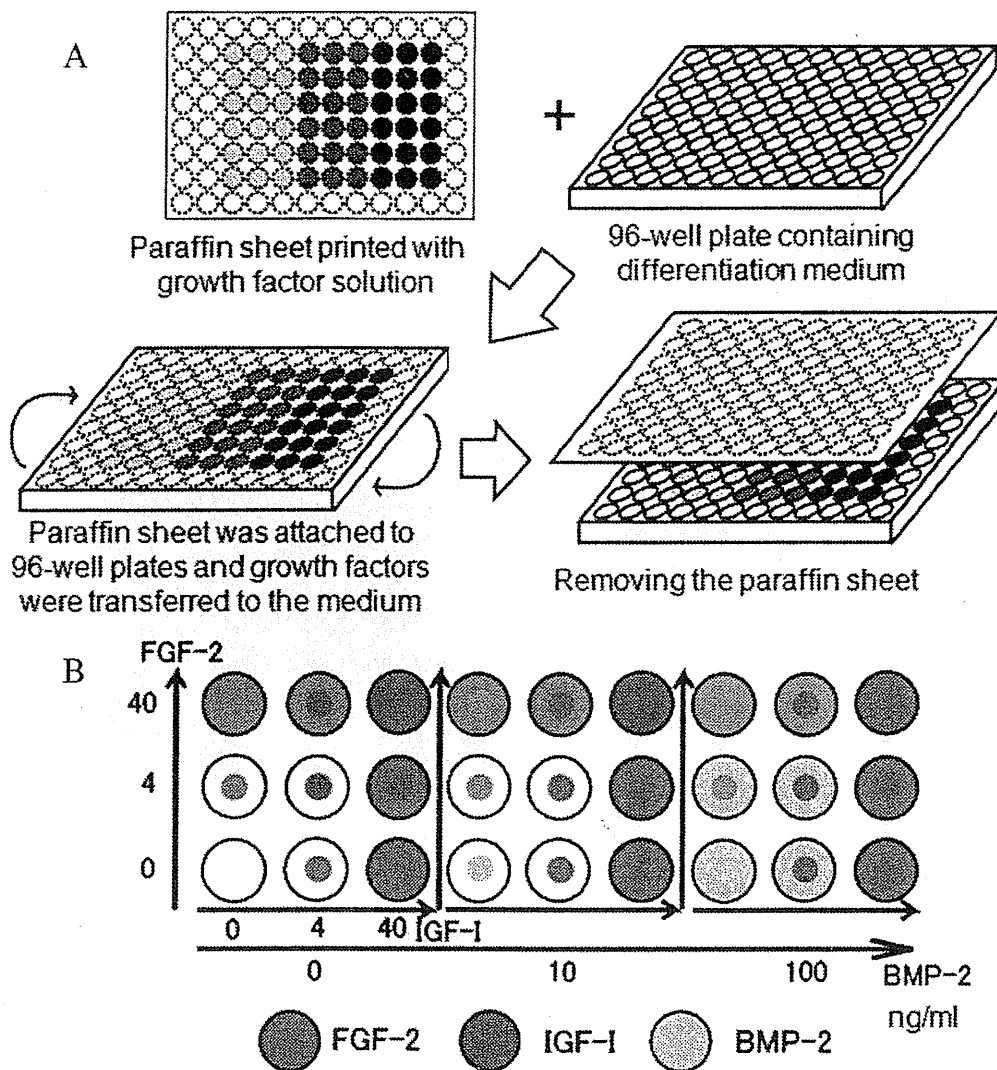 A
+
Paraffin sheet printed with
growth factor solution
96-well plate containing
differentiation medium
Paraffin sheet was attached to
96-well plates and growth factors
were transferred to the medium
Removing the paraffin sheet
B
FGF-2
40
4
0
0 4 40 IGF-I
0 10 100 BMP-2
ng/ml
FGF-2 IGF-I BMP-2